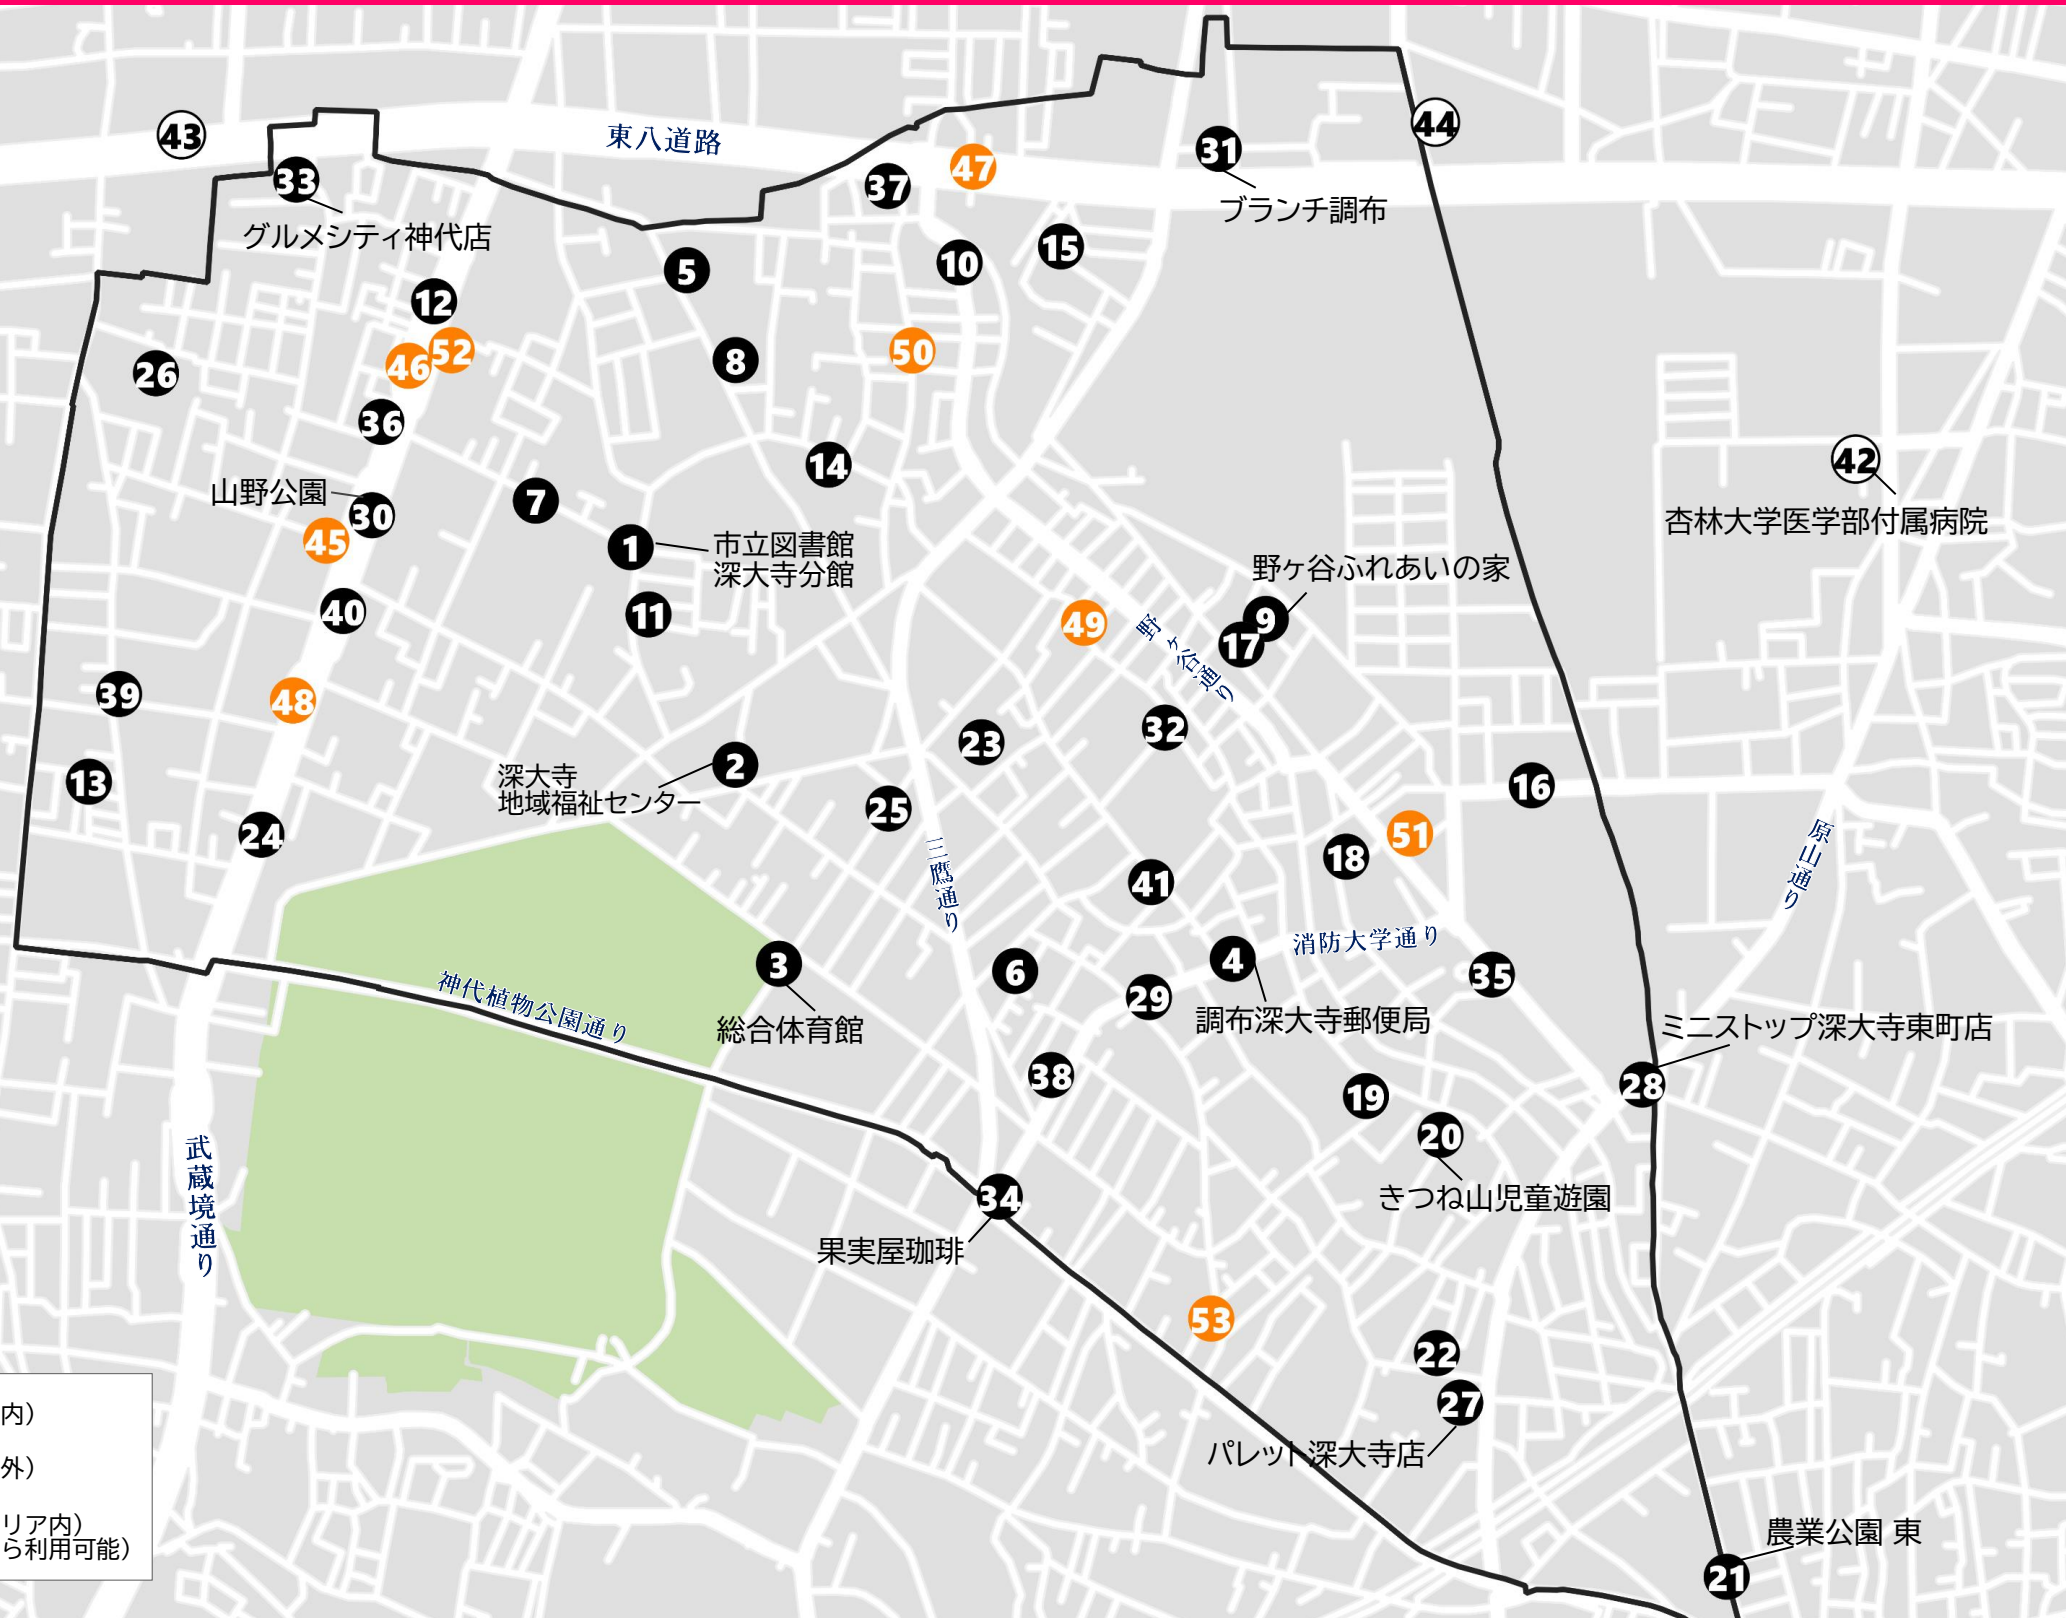 44
43
31
東八道路
47
33
37
ブランチ調布
グルメシティ神代店
15
10
5
12
52
50
8
46
26
36
42
14
山野公園
7
30
杏林大学医学部付属病院
45
1
市立図書館
深大寺分館
野ヶ谷ふれあいの家
40
11
49
9
17
野ヶ谷通り
39
48
32
23
2
深大寺
地域福祉センター
13
16
25
24
51
18
原山通り
三鷹通り
41
消防大学通り
3
6
4
35
29
神代植物公園通り
総合体育館
調布深大寺郵便局
ミニストップ深大寺東町店
38
28
19
20
武蔵境通り
34
きつね山児童遊園
果実屋珈琲
53
22
27
内）
パレット深大寺店
外）
リア内）
農業公園 東
ら利用可能）
21